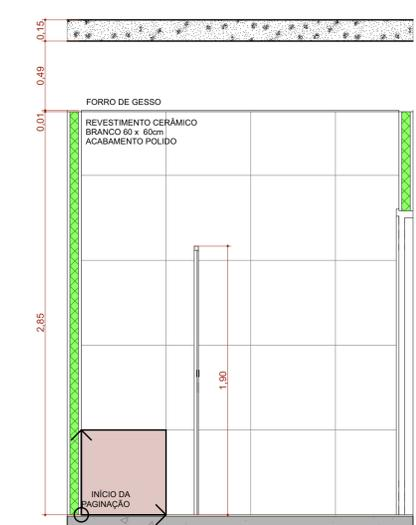 0,15
0,49
FORRO DE GESSO
0,01
REVESTIMENTO CERÂMICO
BRANCO 60 x 60cm
ACABAMENTO POLIDO
2,85
1,90
INÍCIO DA
PAGINAÇÃO